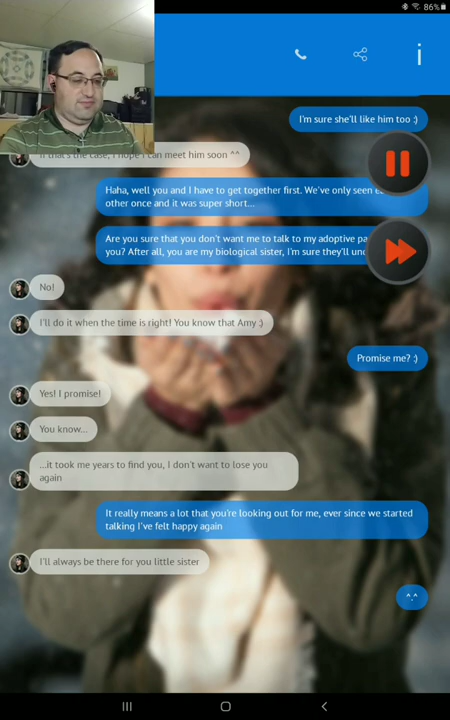 86%
i
I'm sure she'll like him too :)
If that's the case, I hope I can meet him soon ^^
Haha, well you and I have to get together first. We've only seen
other once and it was super short...
Are you sure that you don't want me to talk to my adoptive
you? After all, you are my biological sister, I'm sure they'll
No!
I'll do it when the time is right! You know that Amy :)
Promise me? :)
Yes! I promise!
You know...
...it took me years to find you, I don't want to lose you
again
It really means a lot that you're looking out for me, ever since we started
talking I've felt happy again
I'll always be there for you little sister
^.^